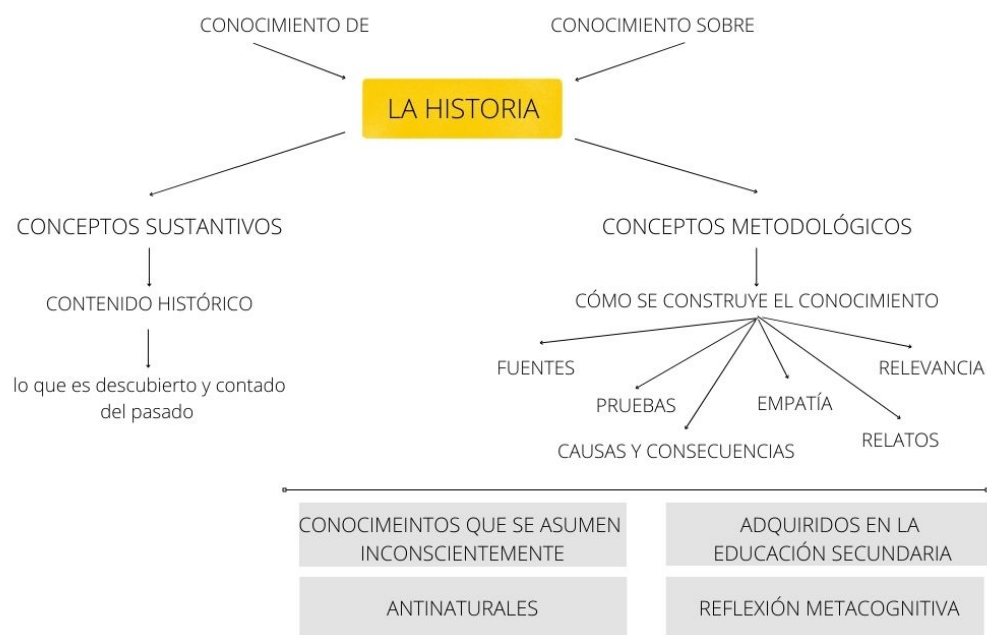 CONOCIMIENTO DE
CONOCIMIENTO SOBRE
LA HISTORIA
CONCEPTOS SUSTANTIVOS
CONCEPTOS METODOLÓGICOS
CONTENIDO HISTÓRICO
CÓMO SE CONSTRUYE EL CONOCIMIENTO
lo que es descubierto y contado
del pasado
FUENTES
RELEVANCIA
PRUEBAS
EMPATÍA
CAUSAS Y CONSECUENCIAS
RELATOS
CONOCIMEINTOS QUE SE ASUMEN
INCONSCIENTEMENTE
ADQUIRIDOS EN LA
EDUCACIÓN SECUNDARIA
ANTINATURALES
REFLEXIÓN METACOGNITIVA